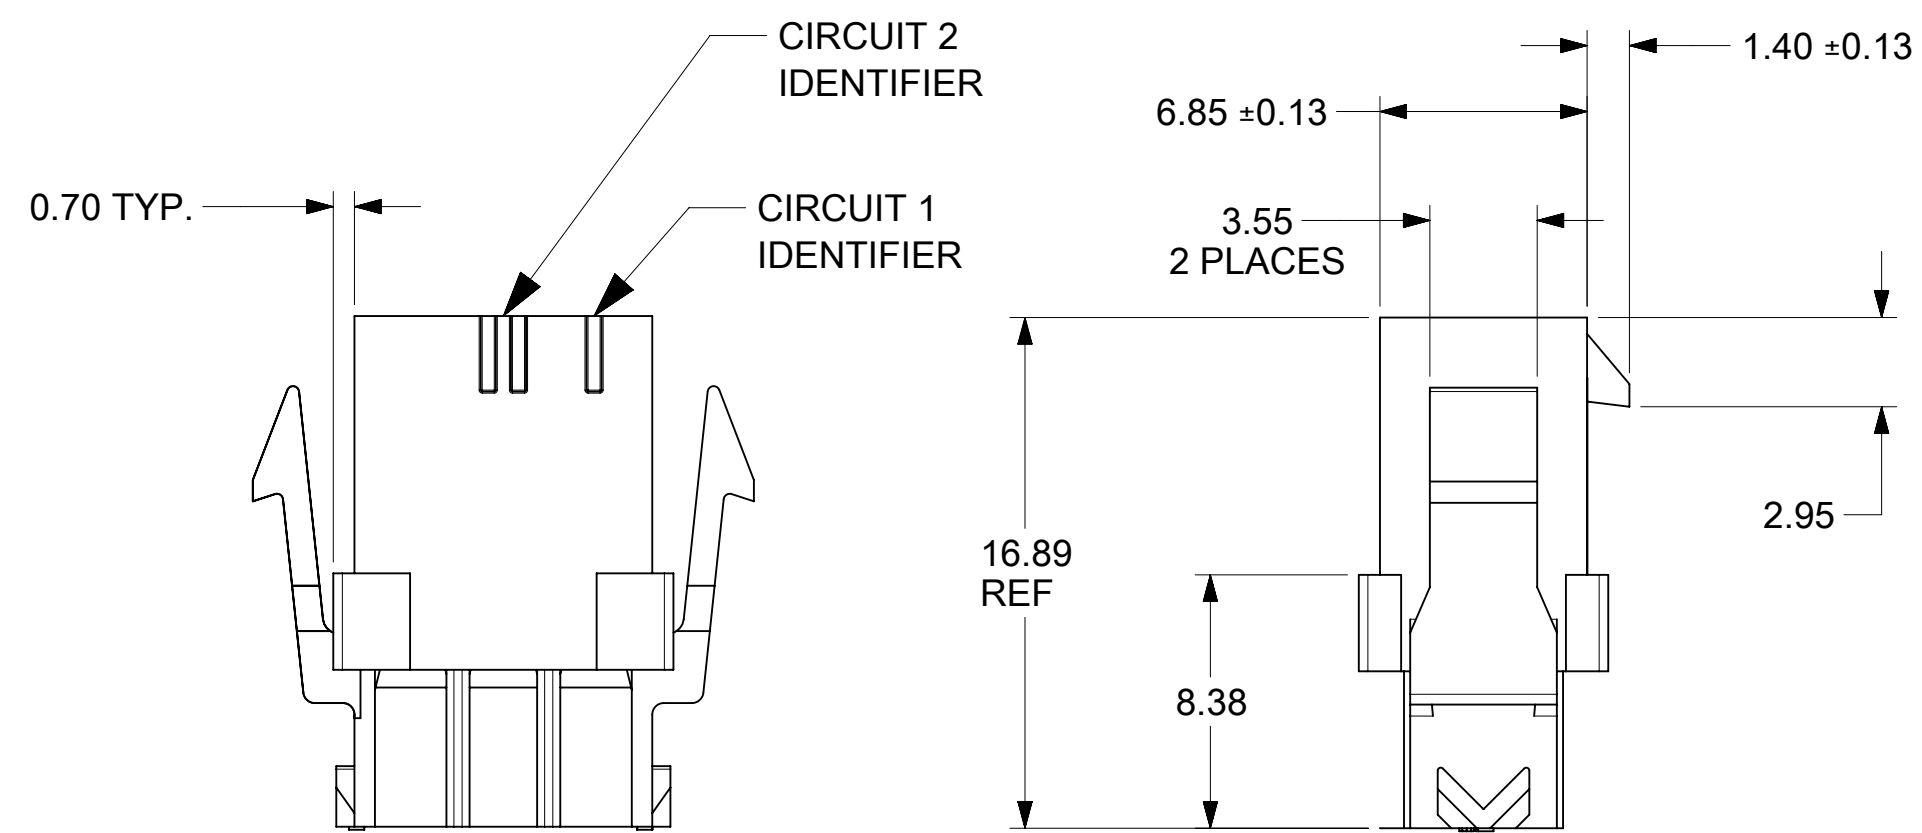 CIRCUIT 2
IDENTIFIER
0.70 TYP.
CIRCUIT 1
IDENTIFIER
1.40 ±0.13
6.85 ±0.13
3.55
2 PLACES
16.89
REF
2.95
8.38